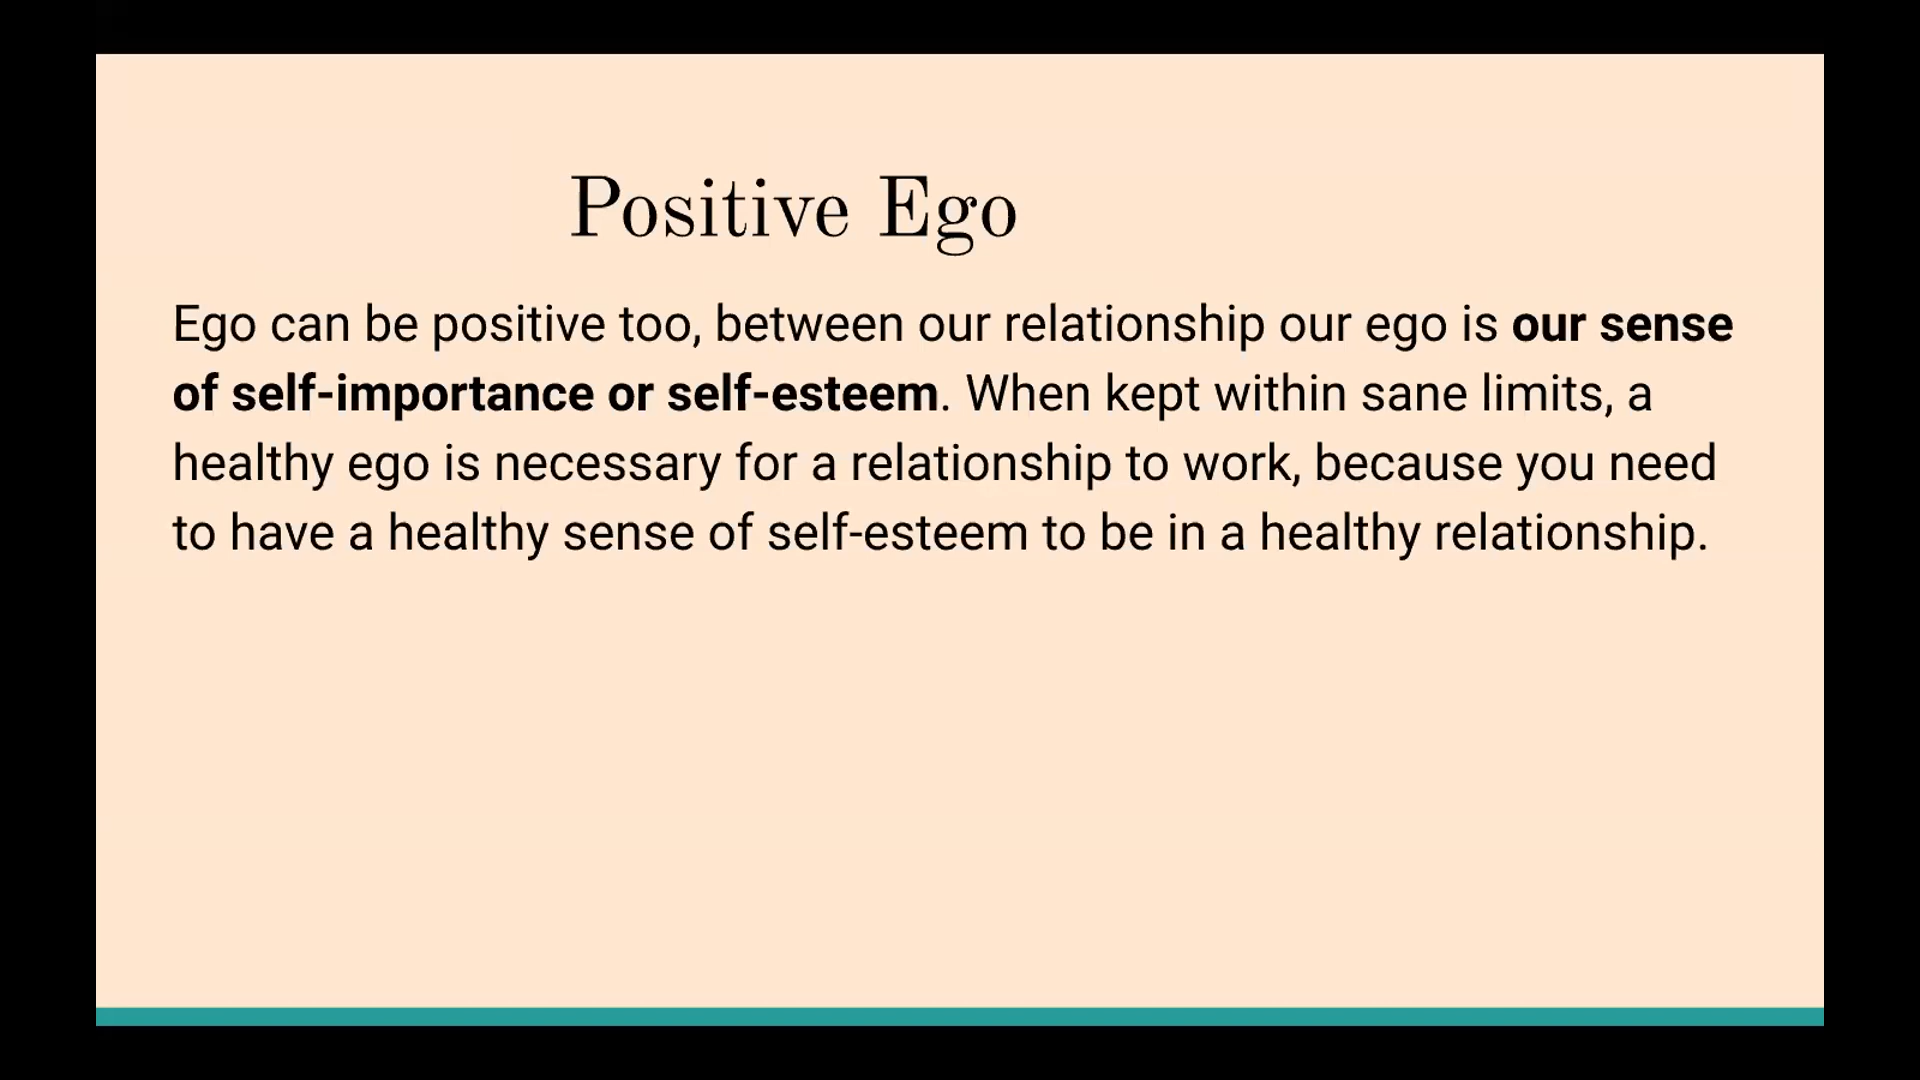 Positive Ego
Ego can be positive too, between our relationship our ego is our sense
of self-importance or self-esteem. When kept within sane limits, a
healthy ego is necessary for a relationship to work, because you need
to have a healthy sense of self-esteem to be in a healthy relationship.